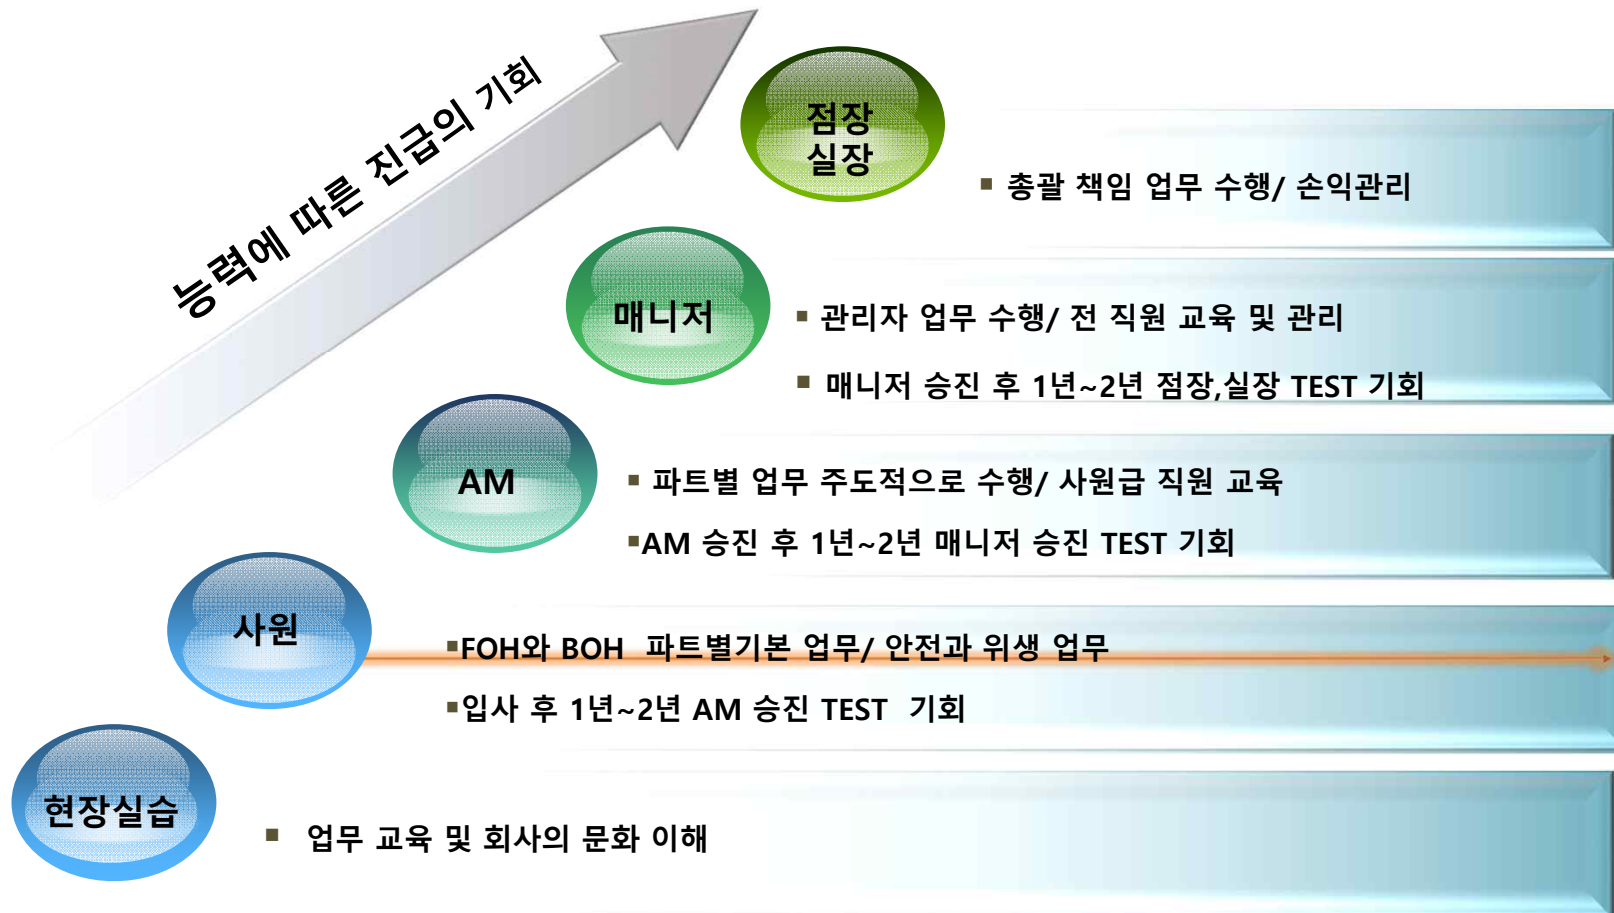 능력에 따른 진급의 기회
점장
실장
▪ 총괄 책임 업무 수행/ 손익관리
매니저
▪ 관리자 업무 수행/ 전 직원 교육 및 관리
▪ 매니저 승진 후 1년~2년 점장,실장 TEST 기회
AM
▪ 파트별 업무 주도적으로 수행/ 사원급 직원 교육
▪AM 승진 후 1년~2년 매니저 승진 TEST 기회
사원
▪FOH와 BOH 파트별기본 업무/ 안전과 위생 업무
▪입사 후 1년~2년 AM 승진 TEST 기회
현장실습
▪ 업무 교육 및 회사의 문화 이해